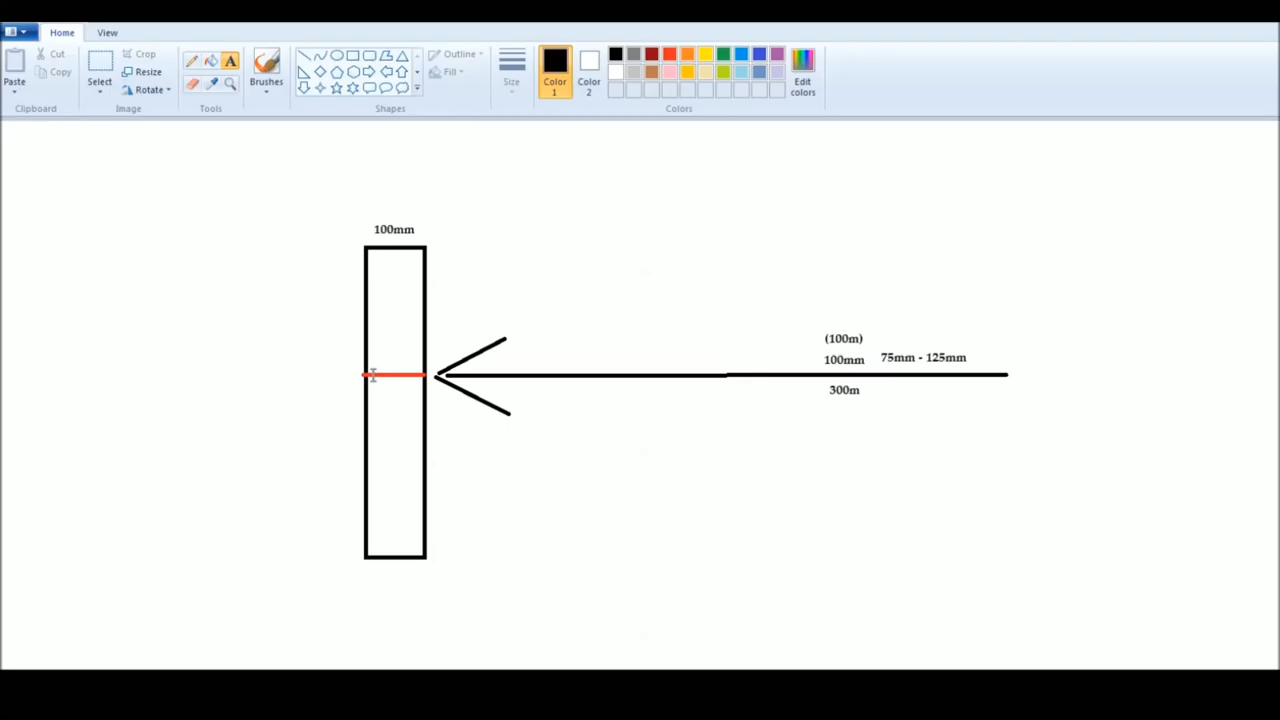 Home
View
Paste
Cut
Copy
Clipboard
Select
Crop
Resize
Rotate
Image
A
Tools
Brushes
Shapes
Outline
Fill
Size
Color
1
Color
2
Colors
Edit
colors
100mm
(100m)
100mm
75mm - 125mm
300m